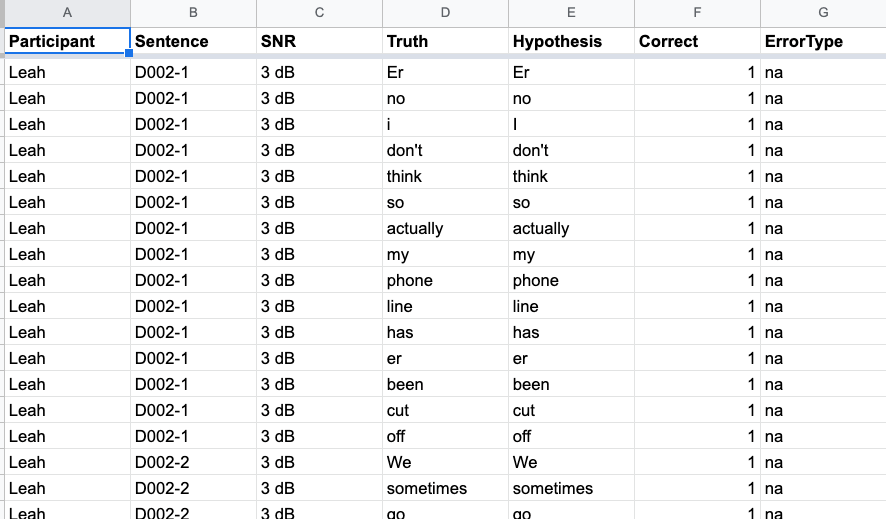 A B C D E F G
Participant Sentence SNR Truth Hypothesis Correct ErrorType
Leah D002-1 3 dB Er Er 1 na
Leah D002-1 3 dB no no 1 na
Leah D002-1 3 dB i I 1 na
Leah D002-1 3 dB don't don't 1 na
Leah D002-1 3 dB think think 1 na
Leah D002-1 3 dB so so 1 na
Leah D002-1 3 dB actually actually 1 na
Leah D002-1 3 dB my my 1 na
Leah D002-1 3 dB phone phone 1 na
Leah D002-1 3 dB line line 1 na
Leah D002-1 3 dB has has 1 na
Leah D002-1 3 dB er er 1 na
Leah D002-1 3 dB been been 1 na
Leah D002-1 3 dB cut cut 1 na
Leah D002-1 3 dB off off 1 na
Leah D002-2 3 dB We We 1 na
Leah D002-2 3 dB sometimes sometimes 1 na
Leah D002-2 3 dB go go 1 na